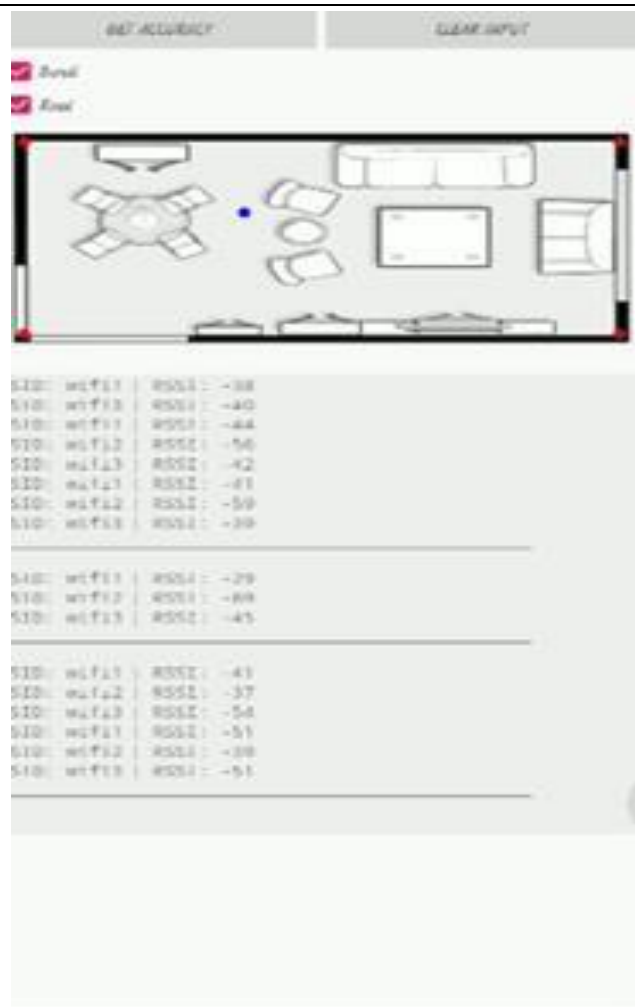 GET ACCURACY
CLEAR INPUT
SID: wifi1 | RSSI: -38
SID: wifi3 | RSSI: -40
SID: wifi1 | RSSI: -44
SID: wifi2 | RSSI: -56
SID: wifi3 | RSSI: -42
SID: wifi1 | RSSI: -41
SID: wifi2 | RSSI: -59
SID: wifi3 | RSSI: -39
SID: wifi1 | RSSI: -29
SID: wifi2 | RSSI:
SID: wifi3 | RSSI: -45
SID: wifi1 | RSSI: -41
SID: wifi2 | RSSI: -37
SID: wifi3 | RSSI: -54
SID: wifi1 | RSSI: -51
SID: wifi2 | RSSI:
SID: wifi3 | RSSI: -51